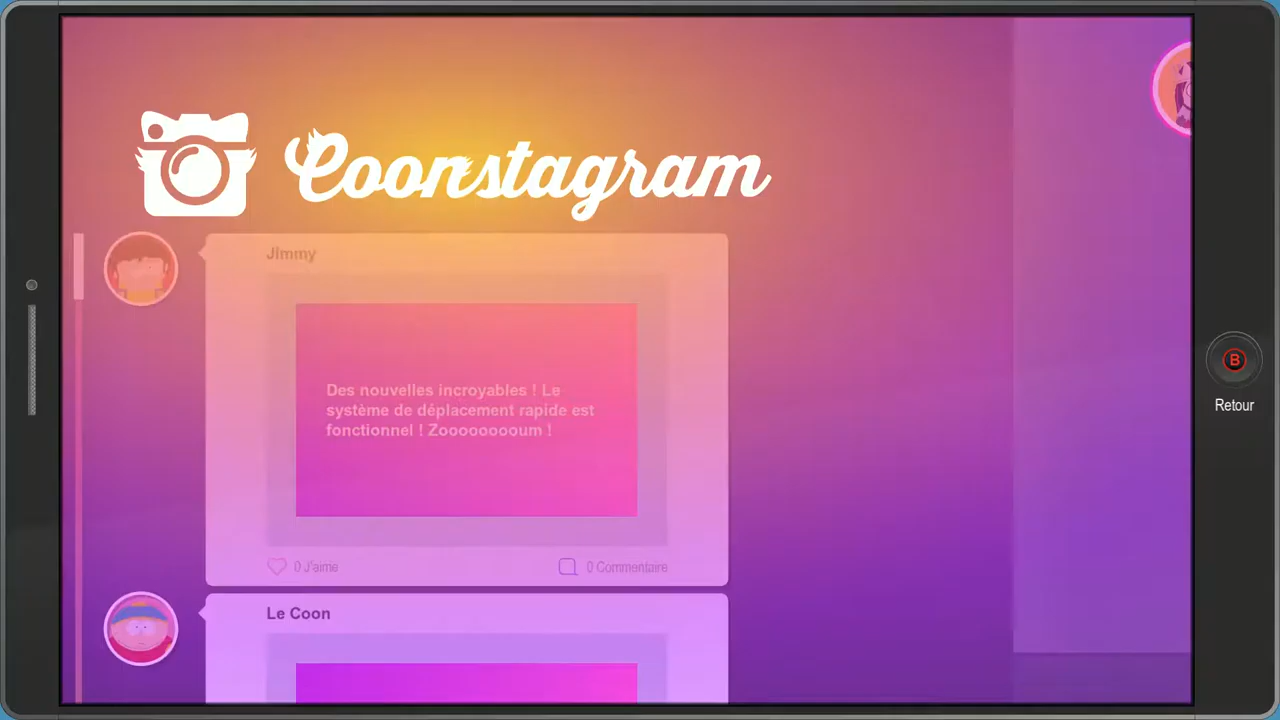 Coonstagram
Jimmy
Des nouvelles incroyables ! Le
système de déplacement rapide est
fonctionnel ! Zooooooooum !
0 J'aime
0 Commentaire
Le Coon
B
Retour